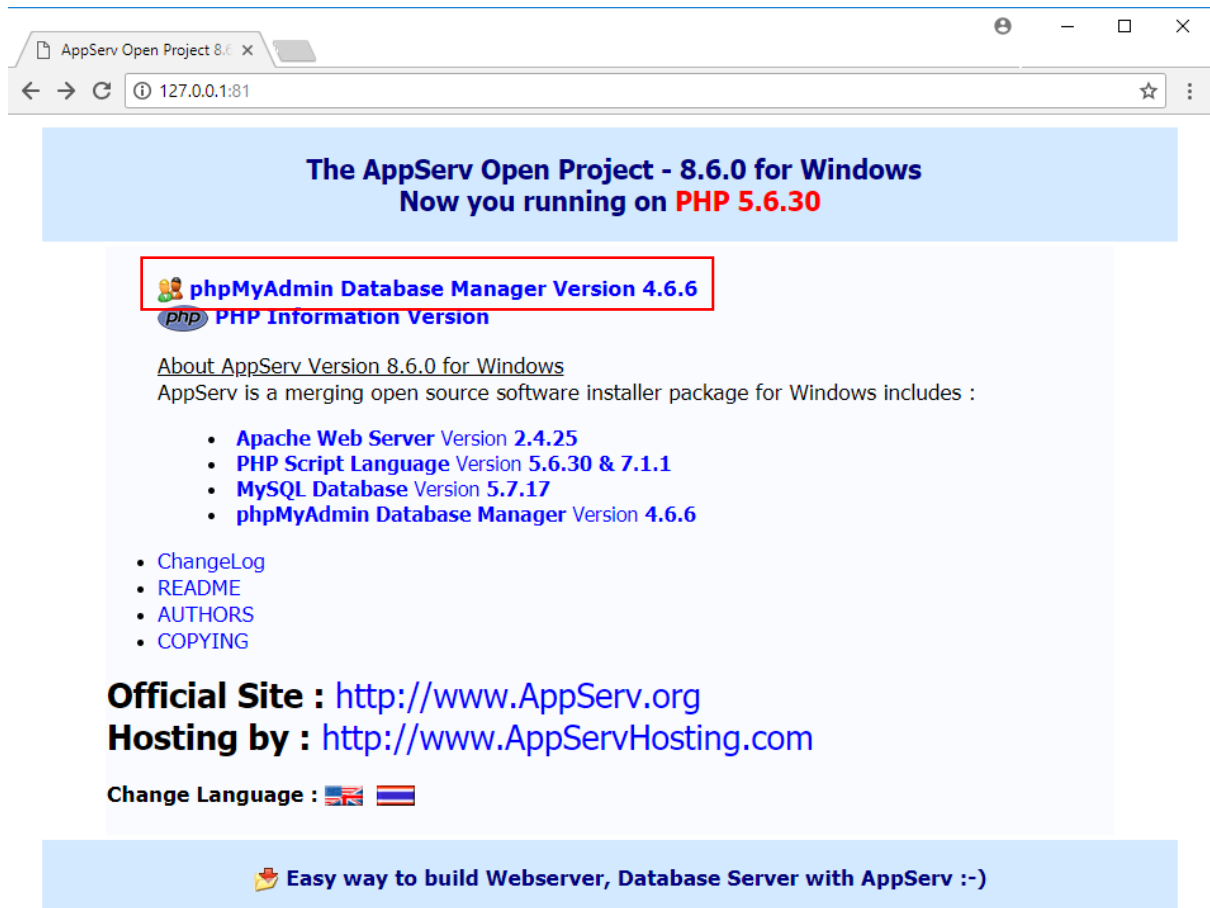 AppServ Open Project 8.6
127.0.0.1:81
The AppServ Open Project - 8.6.0 for Windows
Now you running on PHP 5.6.30
phpMyAdmin Database Manager Version 4.6.6
php PHP Information Version
About AppServ Version 8.6.0 for Windows
AppServ is a merging open source software installer package for Windows includes :
• Apache Web Server Version 2.4.25
• PHP Script Language Version 5.6.30 & 7.1.1
• MySQL Database Version 5.7.17
• phpMyAdmin Database Manager Version 4.6.6
• ChangeLog
• README
• AUTHORS
• COPYING
Official Site : http://www.AppServ.org
Hosting by : http://www.AppServHosting.com
Change Language :
Easy way to build Webserver, Database Server with AppServ :-)